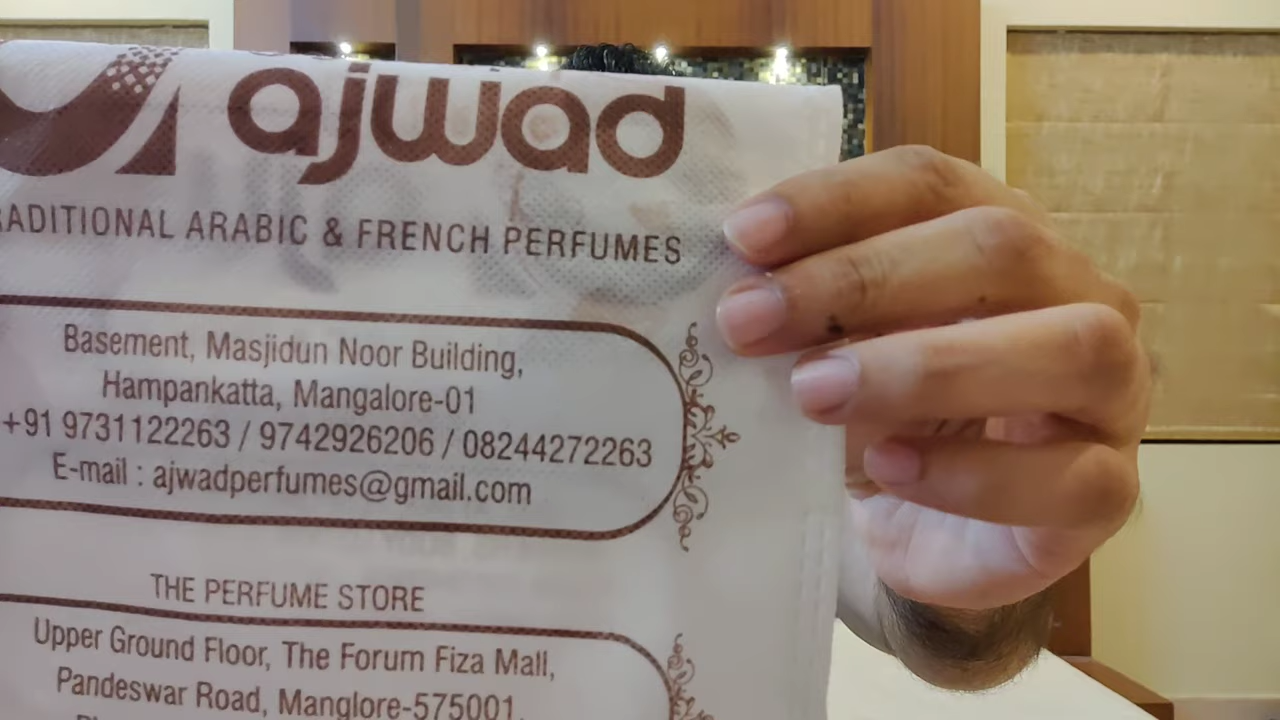 ajwad
TRADITIONAL ARABIC & FRENCH PERFUMES
Basement, Masjidun Noor Building,
Hampankatta, Mangalore-01
+91 9731122263 / 9742926206 / 08244272263
E-mail : ajwadperfumes@gmail.com
THE PERFUME STORE
Upper Ground Floor, The Forum Fiza Mall,
Pandeswar Road, Manglore-575001.